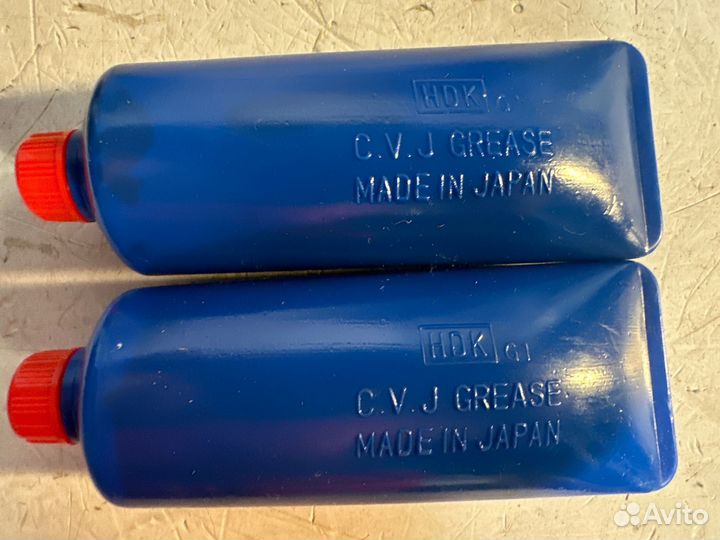 HDK G1
C.V.J GREASE
MADE IN JAPAN
HDK G1
C.V.J GREASE
MADE IN JAPAN
Avito